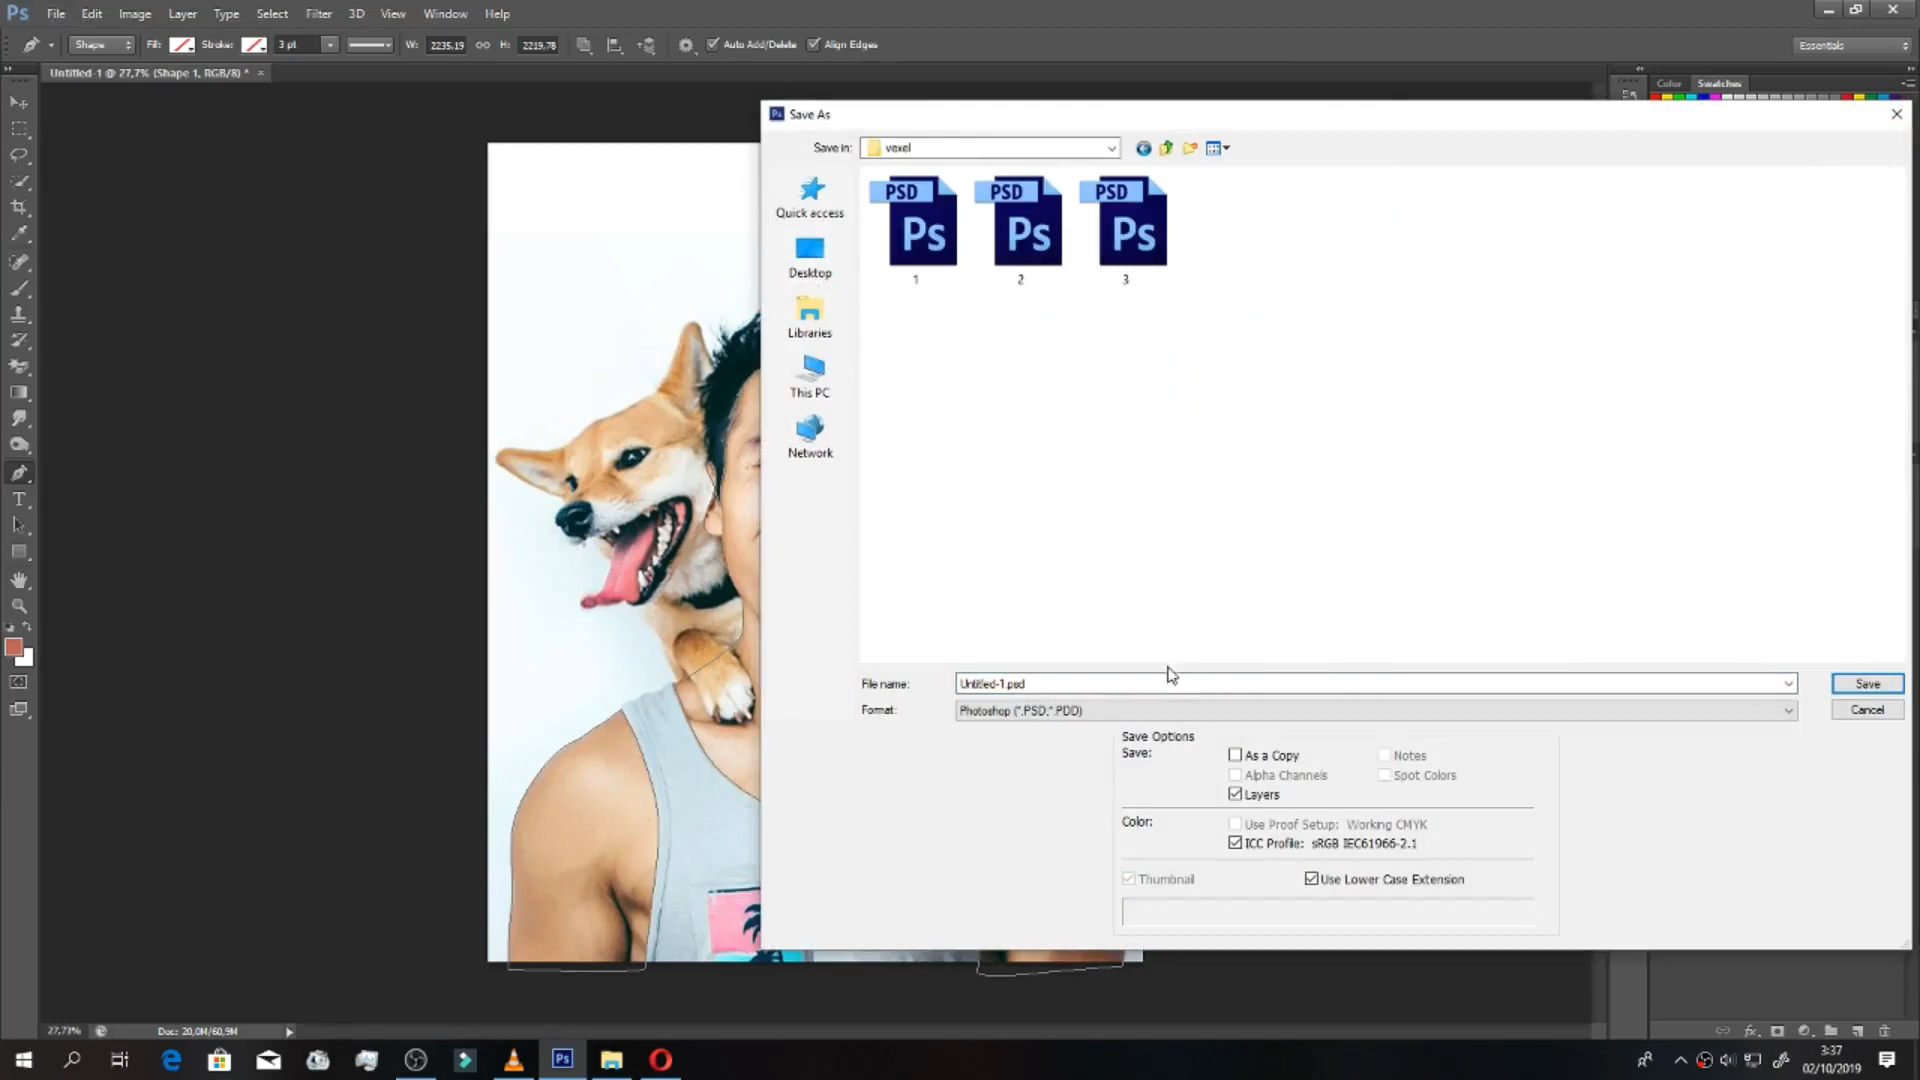 Ps File Edit Image Layer Type Select Filter 3D View Window Help
Shape Fill: Stroke: 3 pt W: 2235,19 H: 2219,78 Auto Add/Delete Align Edges Essentials
Untitled-1 @ 27,7% (Shape 1, RGB/8) * ×
Color Swatches
Ps Save As
Save in: vexel
Quick access
Desktop
Libraries
This PC
Network
PSD PSD PSD
Ps Ps Ps
1 2 3
File name: Untitled-1.psd Save
Format: Photoshop (*.PSD;*.PDD) Cancel
Save Options
Save: As a Copy Notes
Alpha Channels Spot Colors
Layers
Color: Use Proof Setup: Working CMYK
ICC Profile: sRGB IEC61966-2.1
Thumbnail Use Lower Case Extension
T
27,73% Doc: 20,0M/60,9M
fx
Ps
3:37
02/10/2019